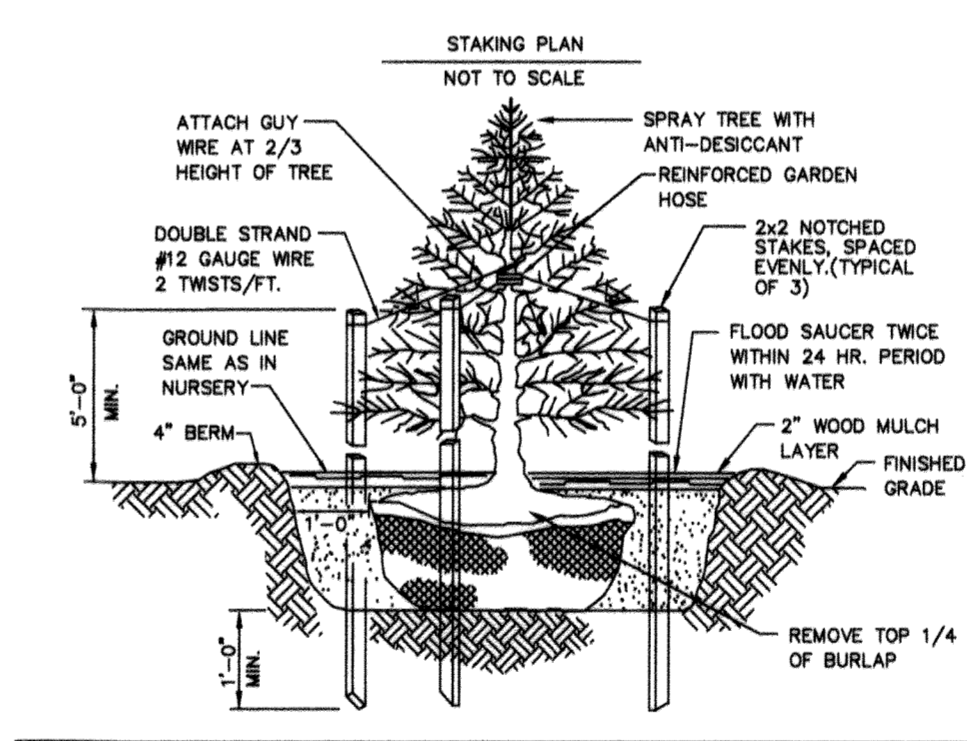 STAKING PLAN
NOT TO SCALE
ATTACH GUY
WIRE AT 2/3
HEIGHT OF TREE
SPRAY TREE WITH
ANTI-DESICCANT
REINFORCED GARDEN
HOSE
DOUBLE STRAND
#12 GAUGE WIRE
2 TWISTS/FT.
2x2 NOTCHED
STAKES, SPACED
EVENLY.(TYPICAL
OF 3)
GROUND LINE
SAME AS IN
NURSERY
FLOOD SAUCER TWICE
WITHIN 24 HR. PERIOD
WITH WATER
5'-0"
MIN.
4" BERM
2" WOOD MULCH
LAYER
FINISHED
GRADE
1'-0"
1'-0"
MIN.
REMOVE TOP 1/4
OF BURLAP